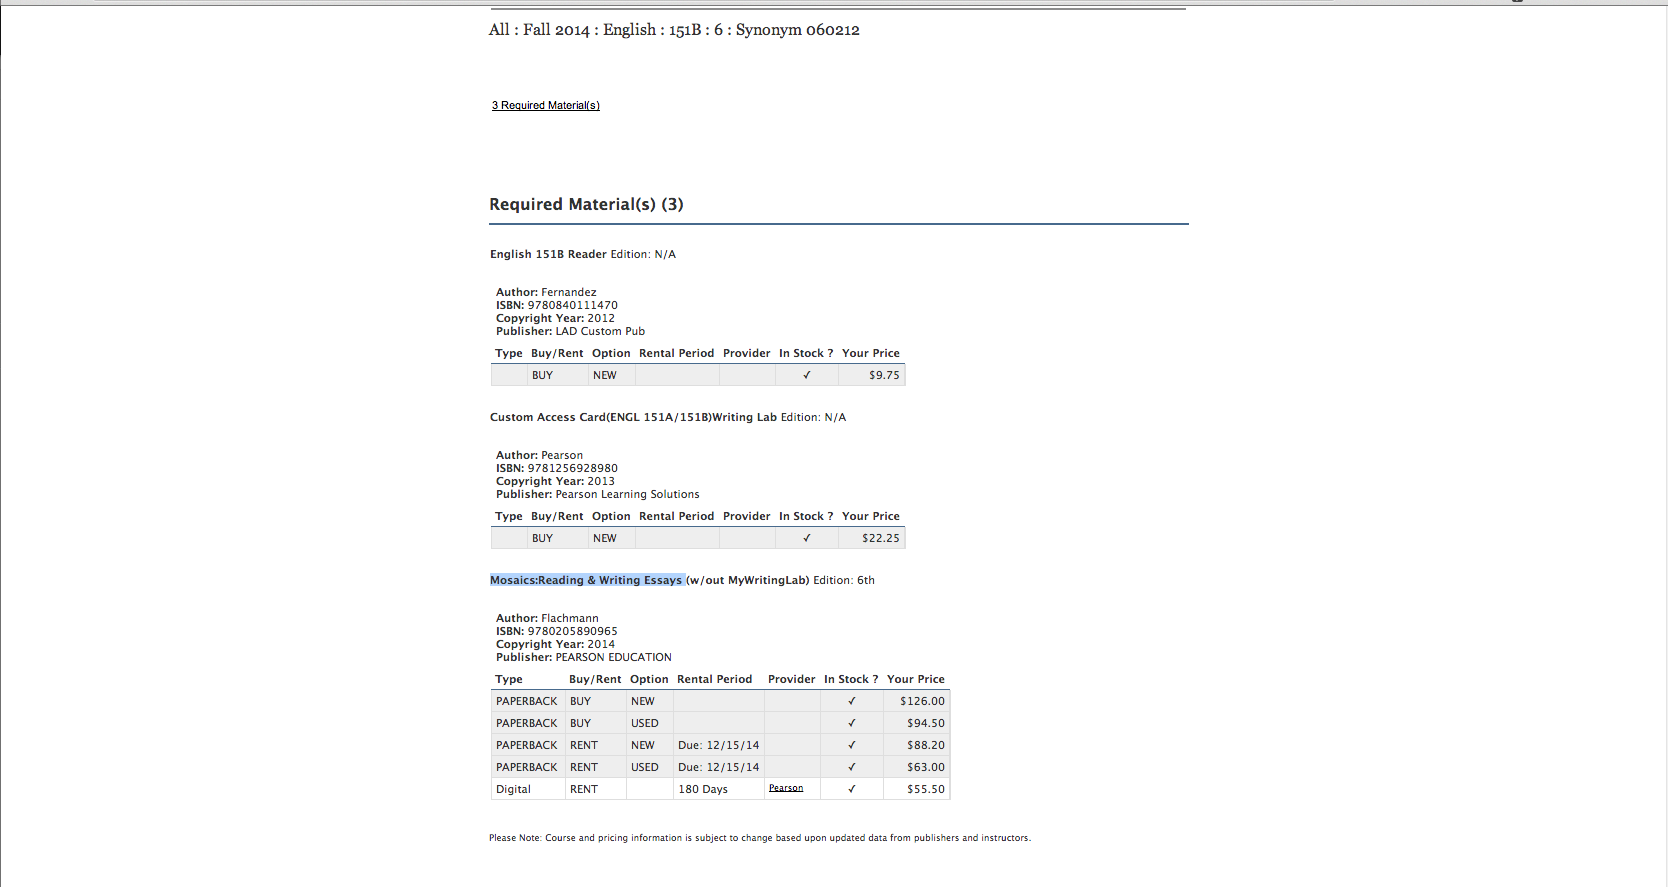 All : Fall 2014 : English : 151B : 6 : Synonym 060212
3 Required Material(s)
Required Material(s) (3)
English 151B Reader Edition: N/A
Author: Fernandez
ISBN: 9780840111470
Copyright Year: 2012
Publisher: LAD Custom Pub
Type Buy/Rent Option Rental Period Provider In Stock ? Your Price
BUY NEW ✓ $9.75
Custom Access Card(ENGL 151A/151B)Writing Lab Edition: N/A
Author: Pearson
ISBN: 9781256928980
Copyright Year: 2013
Publisher: Pearson Learning Solutions
Type Buy/Rent Option Rental Period Provider In Stock ? Your Price
BUY NEW ✓ $22.25
Mosaics:Reading & Writing Essays (w/out MyWritingLab) Edition: 6th
Author: Flachmann
ISBN: 9780205890965
Copyright Year: 2014
Publisher: PEARSON EDUCATION
Type Buy/Rent Option Rental Period Provider In Stock ? Your Price
PAPERBACK BUY NEW ✓ $126.00
PAPERBACK BUY USED ✓ $94.50
PAPERBACK RENT NEW Due: 12/15/14 ✓ $88.20
PAPERBACK RENT USED Due: 12/15/14 ✓ $63.00
Digital RENT 180 Days Pearson ✓ $55.50
Please Note: Course and pricing information is subject to change based upon updated data from publishers and instructors.